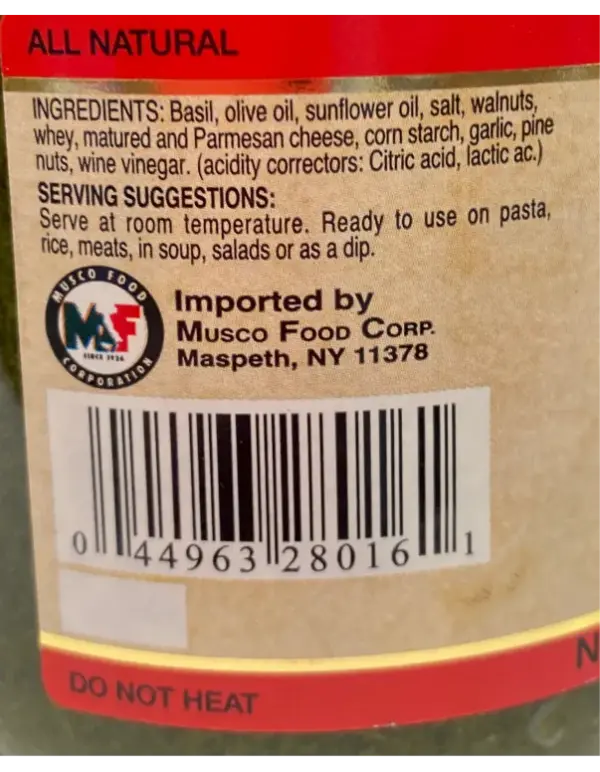 ALL NATURAL
INGREDIENTS: Basil, olive oil, sunflower oil, salt, walnuts,
whey, matured and Parmesan cheese, corn starch, garlic, pine
nuts, wine vinegar. (acidity correctors: Citric acid, lactic ac.)
SERVING SUGGESTIONS:
Serve at room temperature. Ready to use on pasta,
rice, meats, in soup, salads or as a dip.
MUSCO FOOD
MF
SINCE 1926
CORPORATION
Imported by
MUSCO FOOD CORP.
Maspeth, NY 11378
0 44963 28016 1
N
DO NOT HEAT